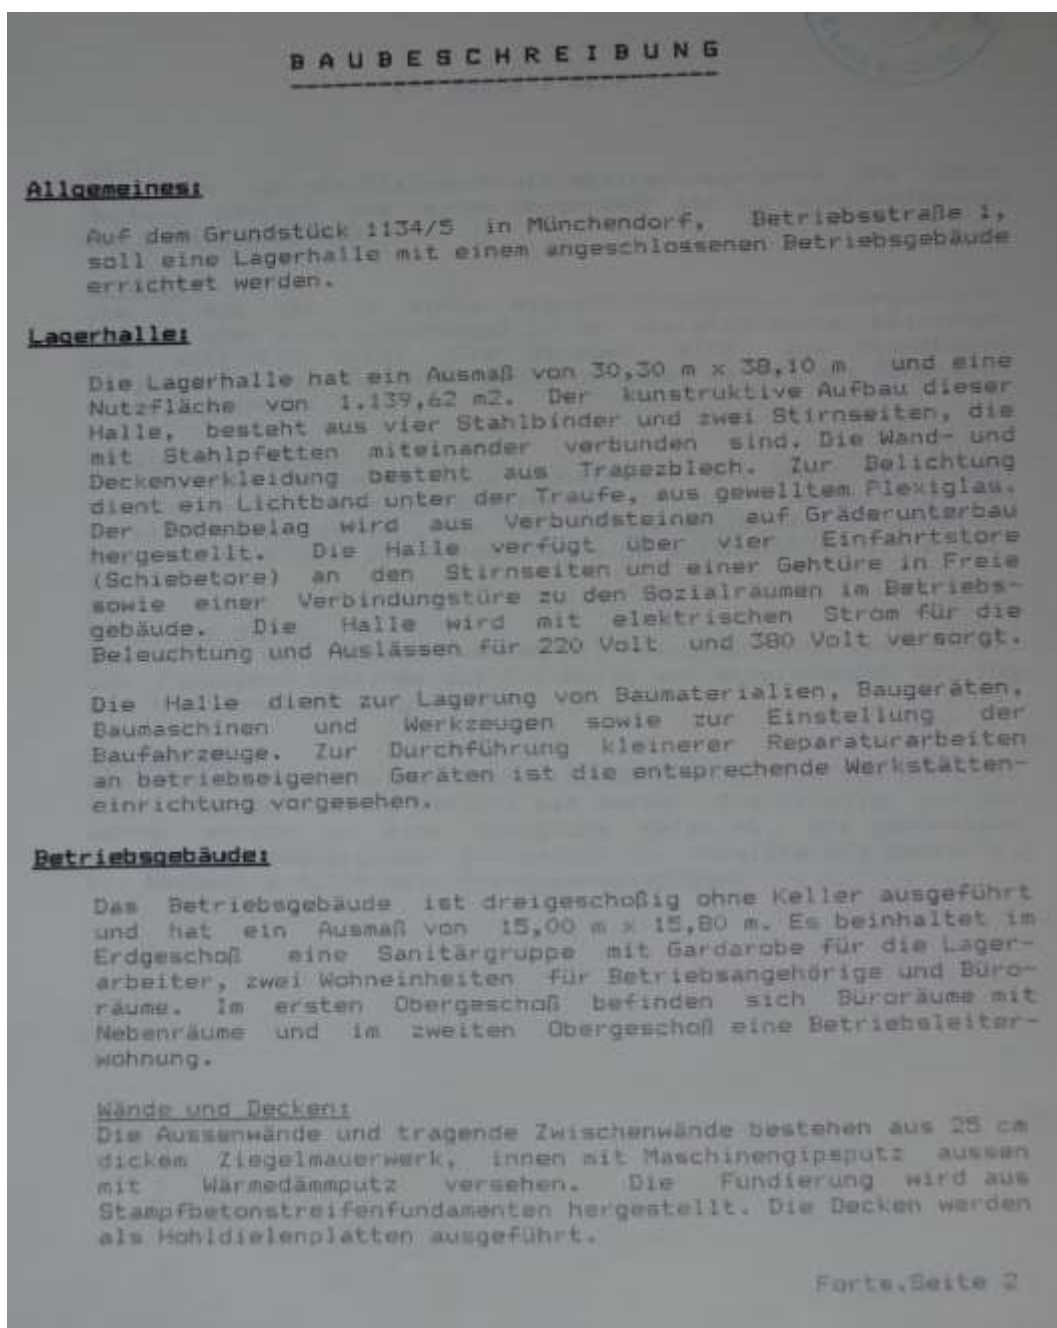 BAUBESCHREIBUNG
Allgemeines:
Auf dem Grundstück 1134/5 in Münchendorf, Betriebsstraße 1,
soll eine Lagerhalle mit einem angeschlossenen Betriebsgebäude
errichtet werden.
Lagerhalle:
Die Lagerhalle hat ein Ausmaß von 30,30 m x 38,10 m und eine
Nutzfläche von 1.139,62 m2. Der kunstruktive Aufbau dieser
Halle, besteht aus vier Stahlbinder und zwei Stirnseiten, die
mit Stahlpfetten miteinander verbunden sind. Die Wand- und
Deckenverkleidung besteht aus Trapezblech. Zur Belichtung
dient ein Lichtband unter der Traufe, aus gewelltem Plexiglas.
Der Bodenbelag wird aus Verbundsteinen auf Gräderunterbau
hergestellt. Die Halle verfügt über vier Einfahrtstore
(Schiebetore) an den Stirnseiten und einer Gehtüre in Freie
sowie einer Verbindungstüre zu den Sozialräumen im Betriebs-
gebäude. Die Halle wird mit elektrischen Strom für die
Beleuchtung und Auslässen für 220 Volt und 380 Volt versorgt.
Die Halle dient zur Lagerung von Baumaterialien, Baugeräten,
Baumaschinen und Werkzeugen sowie zur Einstellung der
Baufahrzeuge. Zur Durchführung kleinerer Reparaturarbeiten
an betriebseigenen Geräten ist die entsprechende Werkstätten-
einrichtung vorgesehen.
Betriebsgebäude:
Das Betriebsgebäude ist dreigeschoßig ohne Keller ausgeführt
und hat ein Ausmaß von 15,00 m x 15,80 m. Es beinhaltet im
Erdgeschoß eine Sanitärgruppe mit Gardarobe für die Lager-
arbeiter, zwei Wohneinheiten für Betriebsangehörige und Büro-
räume. Im ersten Obergeschoß befinden sich Büroräume mit
Nebenräume und im zweiten Obergeschoß eine Betriebsleiter-
wohnung.
Wände und Decken:
Die Aussenwände und tragende Zwischenwände bestehen aus 25 cm
dickem Ziegelmauerwerk, innen mit Maschinengipsputz aussen
mit Wärmedämmputz versehen. Die Fundierung wird aus
Stampfbetonstreifenfundamenten hergestellt. Die Decken werden
als Hohldielenplatten ausgeführt.
Forts.Seite 2